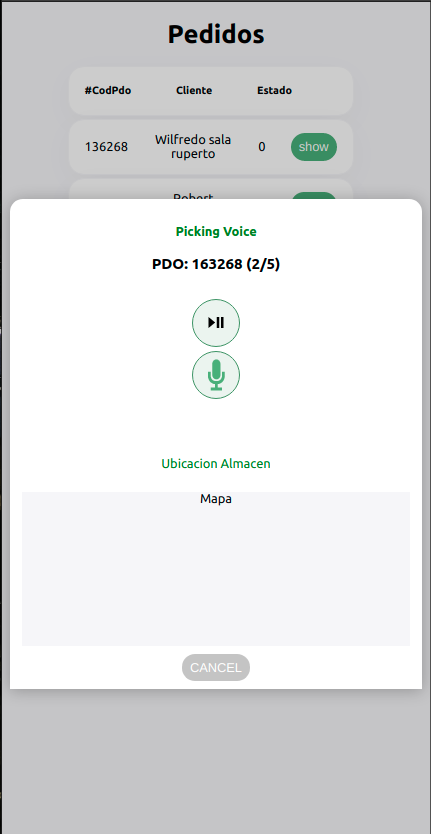 Pedidos
#CodPdo Cliente Estado
136268 Wilfredo sala 0 show
ruperto
Robert
Picking Voice
PDO: 163268 (2/5)
Ubicacion Almacen
Mapa
CANCEL